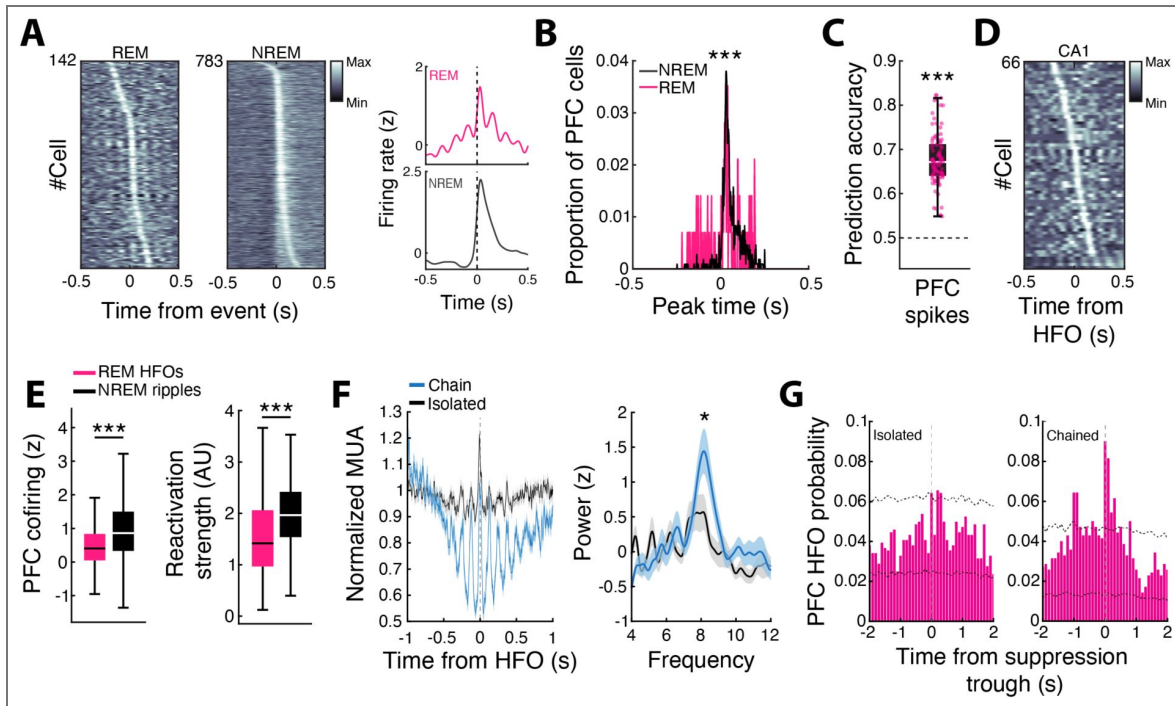 A
REM
NREM
142
783
Max
Min
#Cell
-0.5 0 0.5
-0.5 0 0.5
Time from event (s)
2
REM
0
2.5
NREM
0
Firing rate (z)
-0.5 0 0.5
Time (s)
B
***
NREM
REM
0.04
0.03
0.02
0.01
0
Proportion of PFC cells
-0.5 0 0.5
Peak time (s)
C
***
0.9
0.8
0.7
0.6
0.5
Prediction accuracy
PFC
spikes
D
CA1
66
Max
Min
#Cell
-0.5 0 0.5
Time from
HFO (s)
E
REM HFOs
NREM ripples
***
4
3
2
1
0
-1
PFC cofiring (z)
***
4
3
2
1
0
Reactivation
strength (AU)
F
Chain
Isolated
1.3
1.2
1.1
1
0.9
0.8
0.7
0.6
0.5
Normalized MUA
-1 0 1
Time from HFO (s)
*
2
1.5
1
0.5
0
-0.5
-1
Power (z)
4 6 8 10 12
Frequency
G
Isolated
0.1
0.08
0.06
0.04
0.02
0
PFC HFO probability
-2 -1 0 1 2
Chained
0.1
0.08
0.06
0.04
0.02
0
-2 -1 0 1 2
Time from suppression
trough (s)